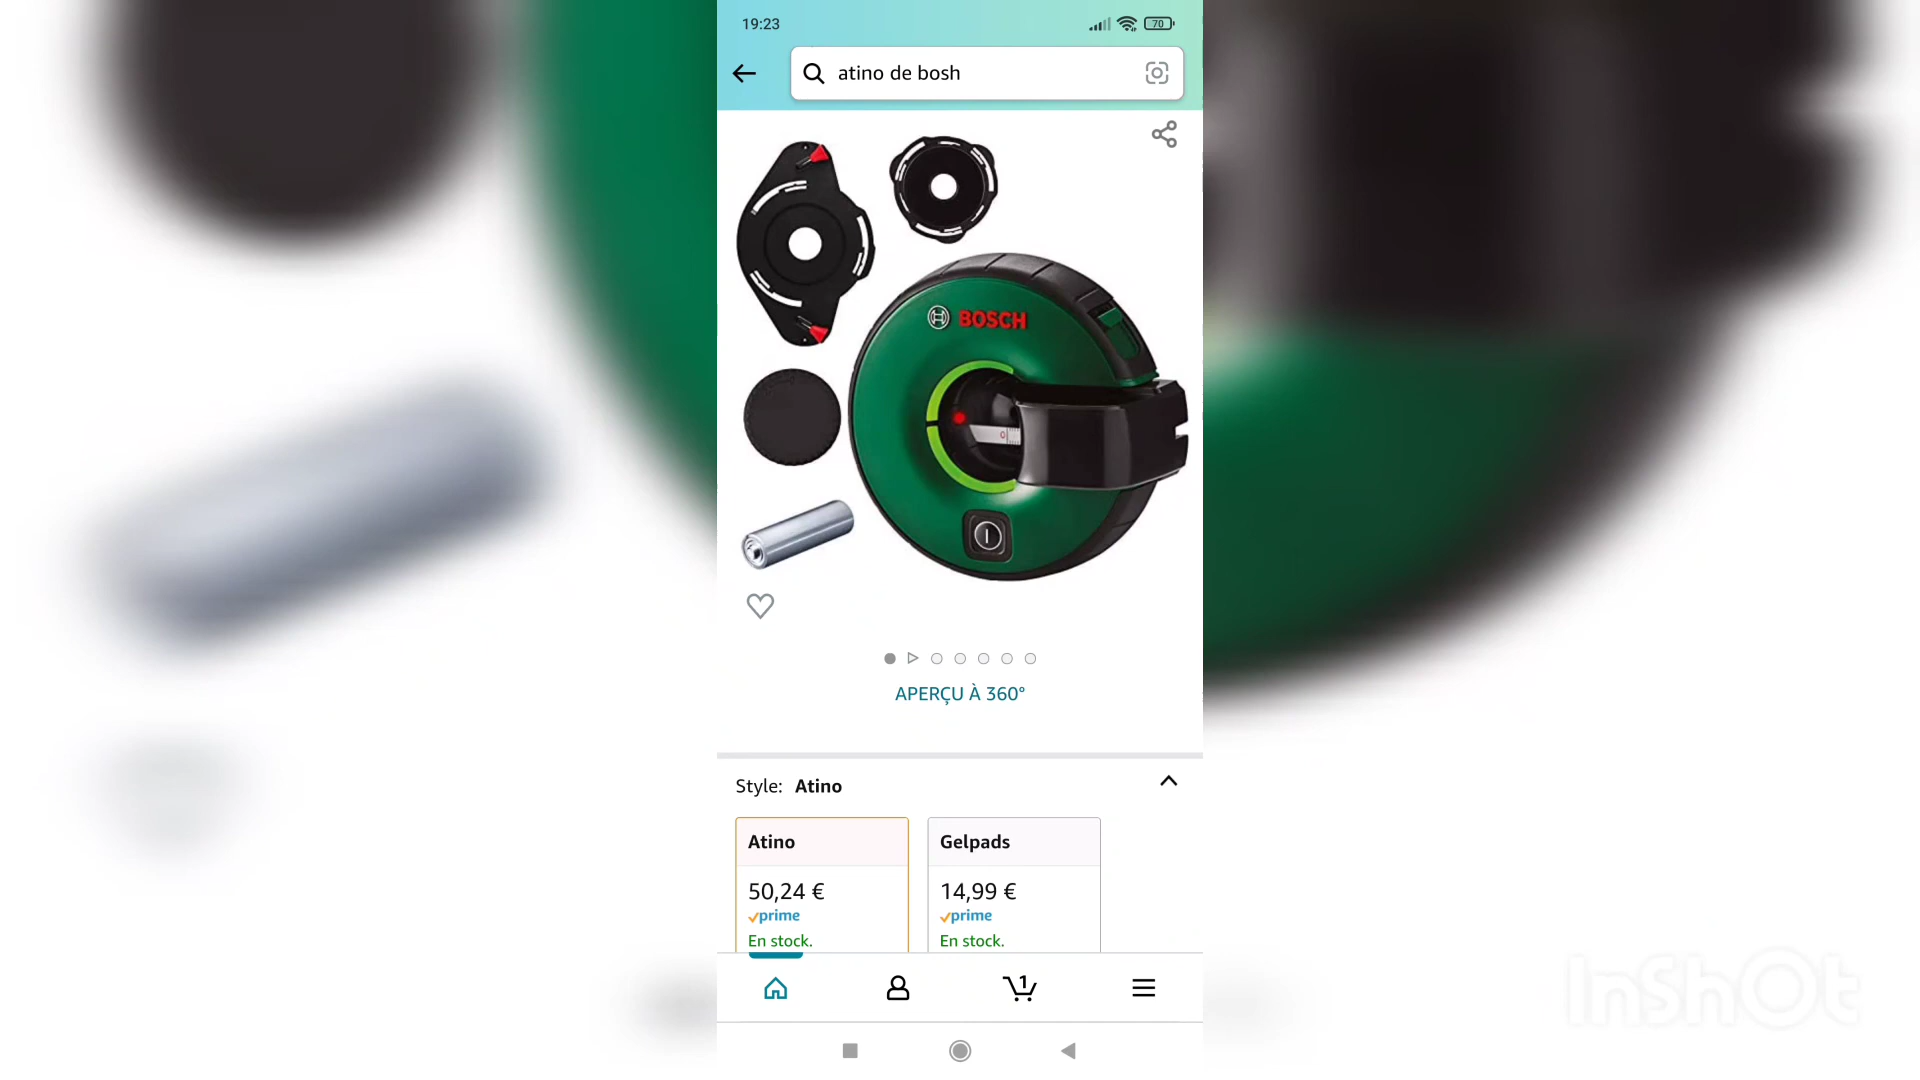 19:23
70
atino de bosh
BOSCH
0
APERÇU À 360°
Style: Atino
Atino
50,24 €
prime
En stock.
Gelpads
14,99 €
prime
En stock.
1
InShOt